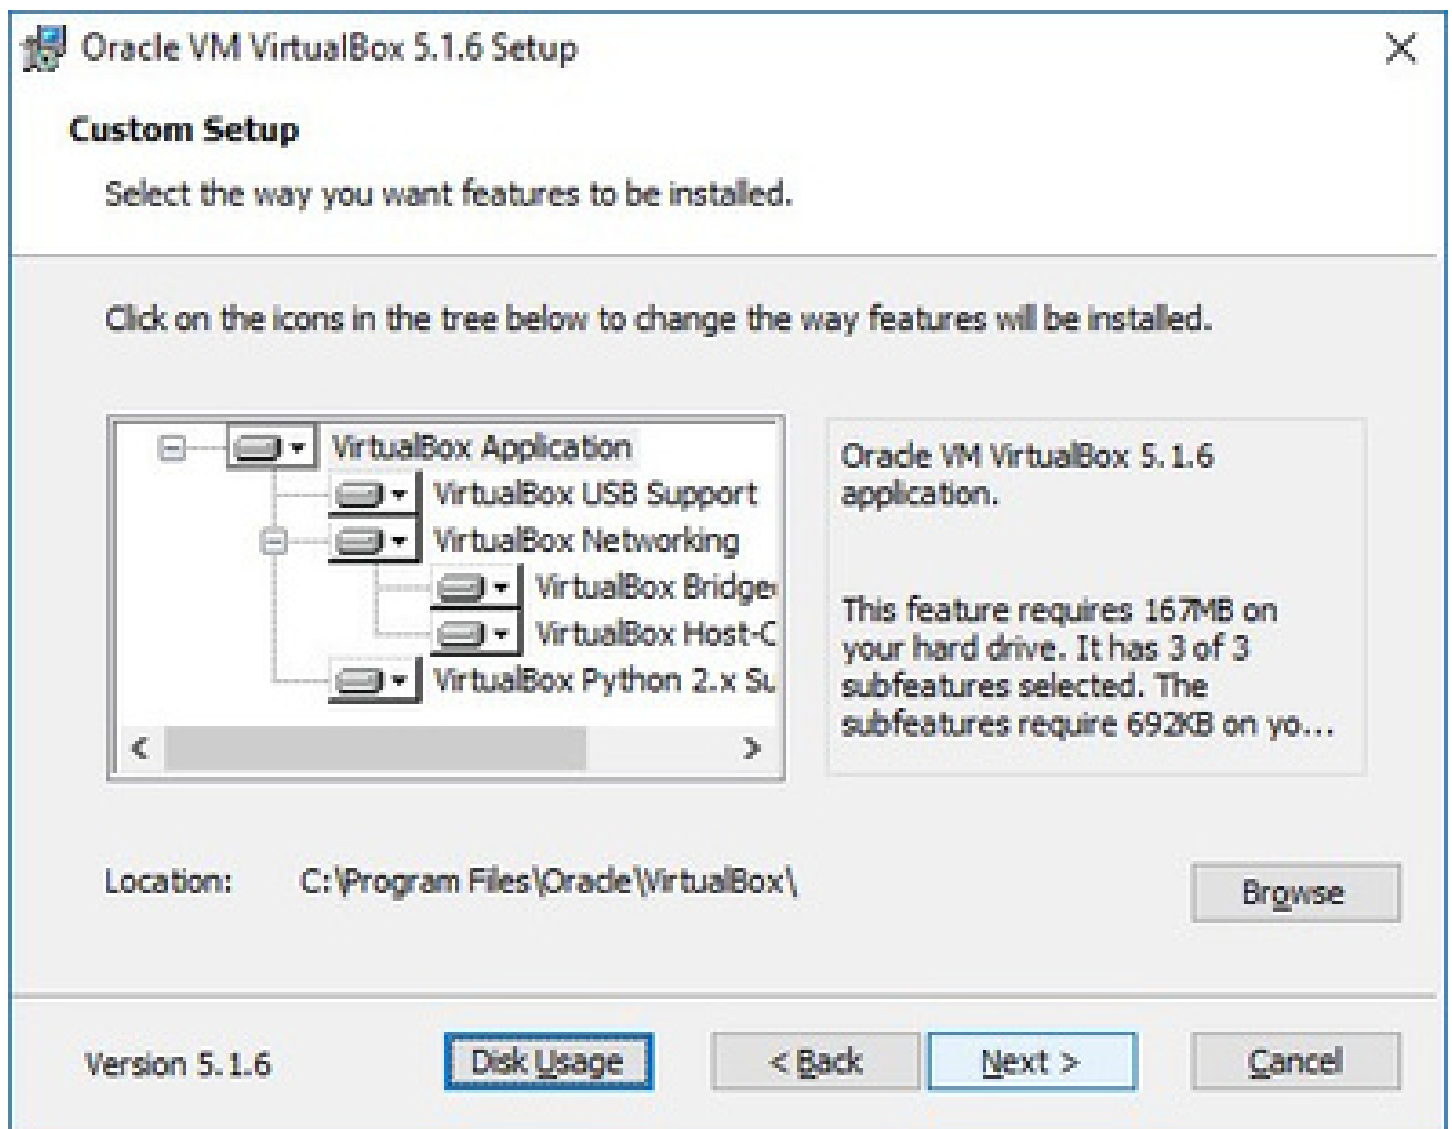 Oracle VM VirtualBox 5.1.6 Setup
Custom Setup
Select the way you want features to be installed.
Click on the icons in the tree below to change the way features will be installed.
VirtualBox Application
VirtualBox USB Support
VirtualBox Networking
VirtualBox Bridge
VirtualBox Host-C
VirtualBox Python 2.x Su
Oracle VM VirtualBox 5.1.6
application.
This feature requires 167MB on
your hard drive. It has 3 of 3
subfeatures selected. The
subfeatures require 692KB on yo...
Location: C:\Program Files\Oracle\VirtualBox\
Browse
Version 5.1.6
Disk Usage
< Back
Next >
Cancel